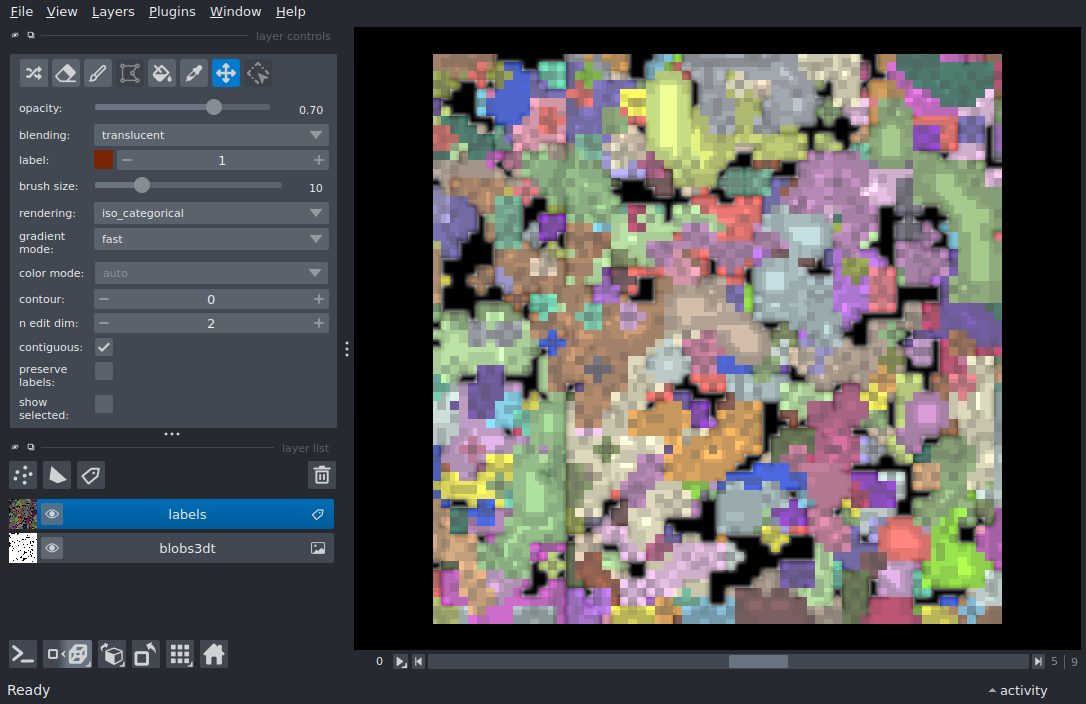 File View Layers Plugins Window Help
layer controls
opacity: 0.70
blending: translucent
label: 1
brush size: 10
rendering: iso_categorical
gradient
mode: fast
color mode: auto
contour: 0
n edit dim: 2
contiguous:
preserve
labels:
show
selected:
layer list
labels
blobs3dt
0 5 9
Ready activity